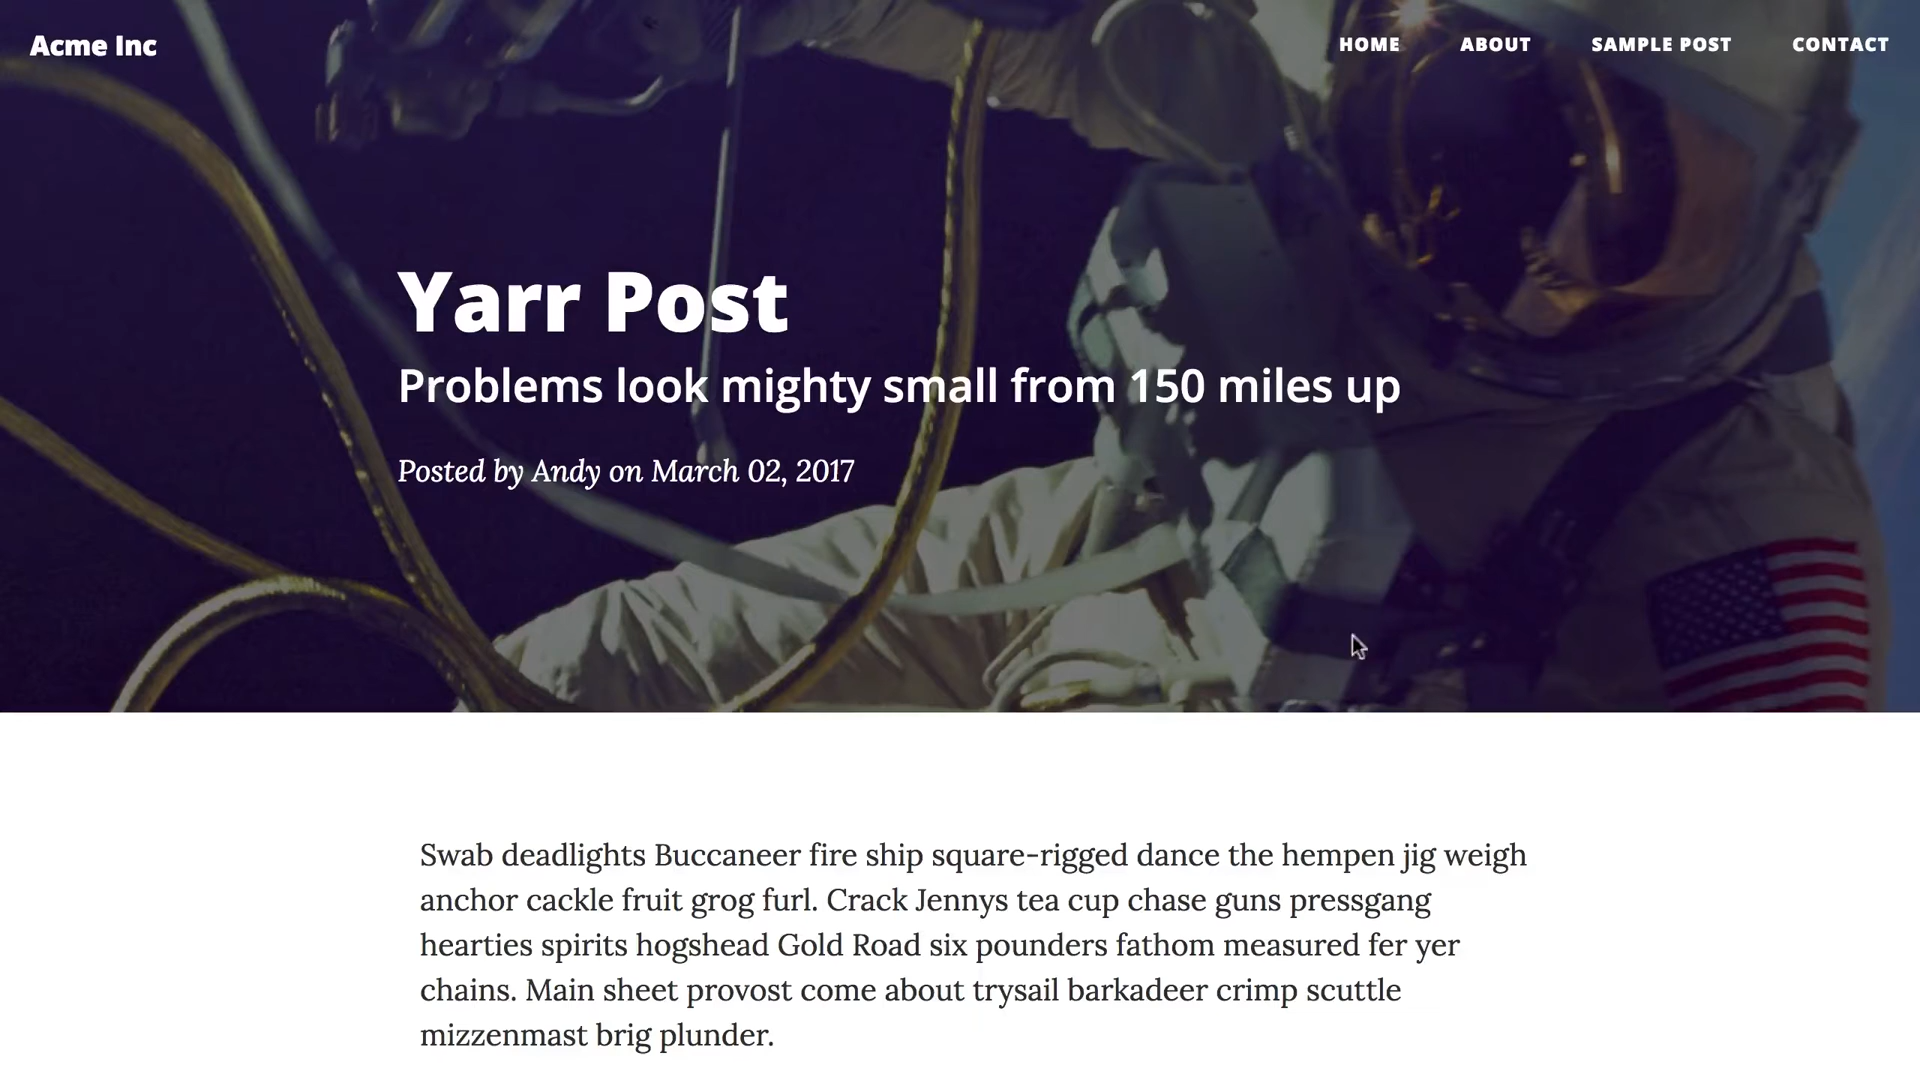 Acme Inc
HOME ABOUT SAMPLE POST CONTACT
Yarr Post
Problems look mighty small from 150 miles up
Posted by Andy on March 02, 2017
Swab deadlights Buccaneer fire ship square-rigged dance the hempen jig weigh
anchor cackle fruit grog furl. Crack Jennys tea cup chase guns pressgang
hearties spirits hogshead Gold Road six pounders fathom measured fer yer
chains. Main sheet provost come about trysail barkadeer crimp scuttle
mizzenmast brig plunder.